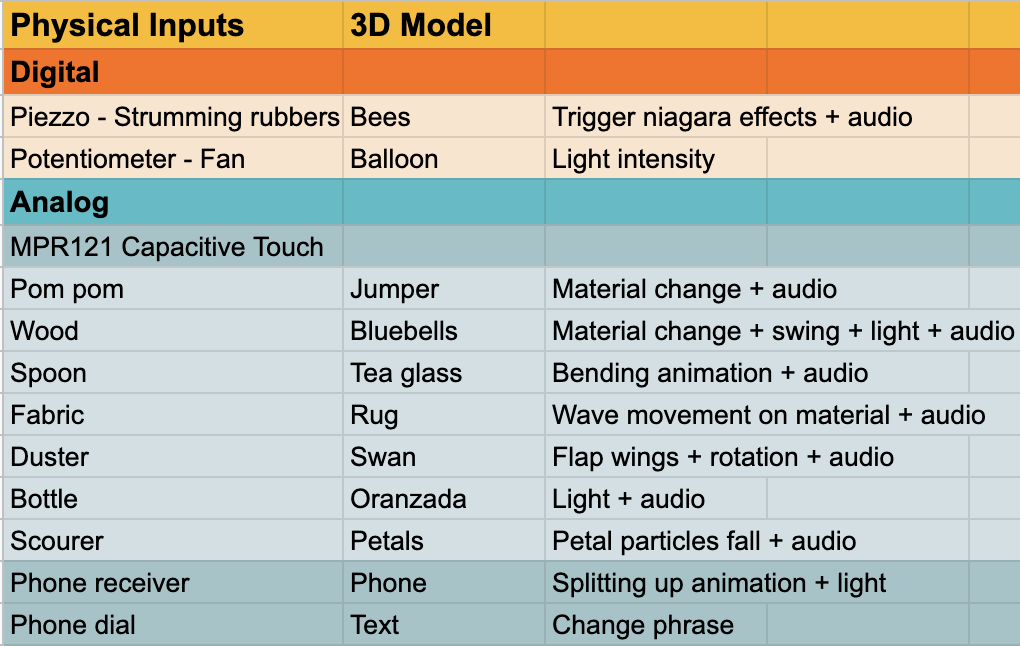 Physical Inputs 3D Model
Digital
Piezzo - Strumming rubbers Bees Trigger niagara effects + audio
Potentiometer - Fan Balloon Light intensity
Analog
MPR121 Capacitive Touch
Pom pom Jumper Material change + audio
Wood Bluebells Material change + swing + light + audio
Spoon Tea glass Bending animation + audio
Fabric Rug Wave movement on material + audio
Duster Swan Flap wings + rotation + audio
Bottle Oranzada Light + audio
Scourer Petals Petal particles fall + audio
Phone receiver Phone Splitting up animation + light
Phone dial Text Change phrase